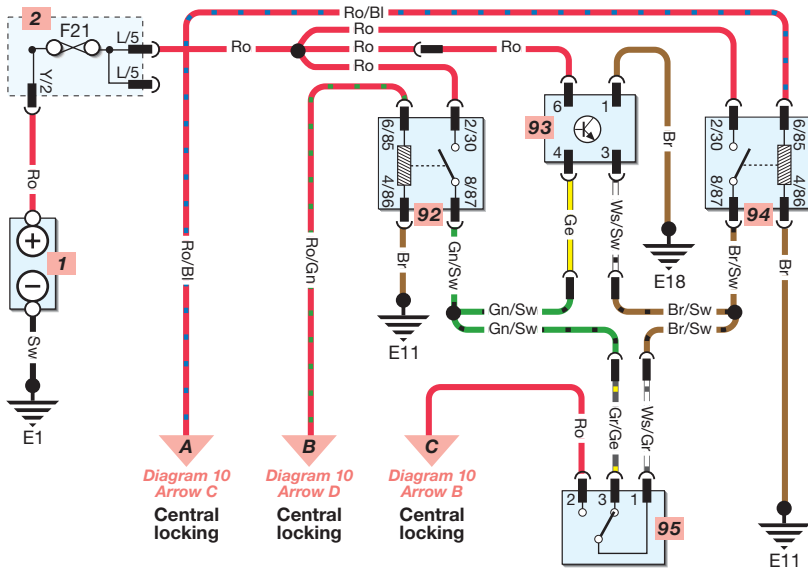 Ro/Bl
2
F21
L/5
L/5
Y/2
Ro
Ro
Ro
Ro
Ro
Ro
1
Sw
E1
Ro/Bl
Ro/Gn
6/85
2/30
4/86
8/87
92
Br
Gn/Sw
E11
6
1
93
4
3
Ge
Ws/Sw
Br
E18
2/30
6/85
8/87
4/86
94
Br/Sw
Br
Gn/Sw
Gn/Sw
Br/Sw
Br/Sw
Ro
Gr/Ge
Ws/Gr
2
3
1
95
E11
A
Diagram 10
Arrow C
Central
locking
B
Diagram 10
Arrow D
Central
locking
C
Diagram 10
Arrow B
Central
locking